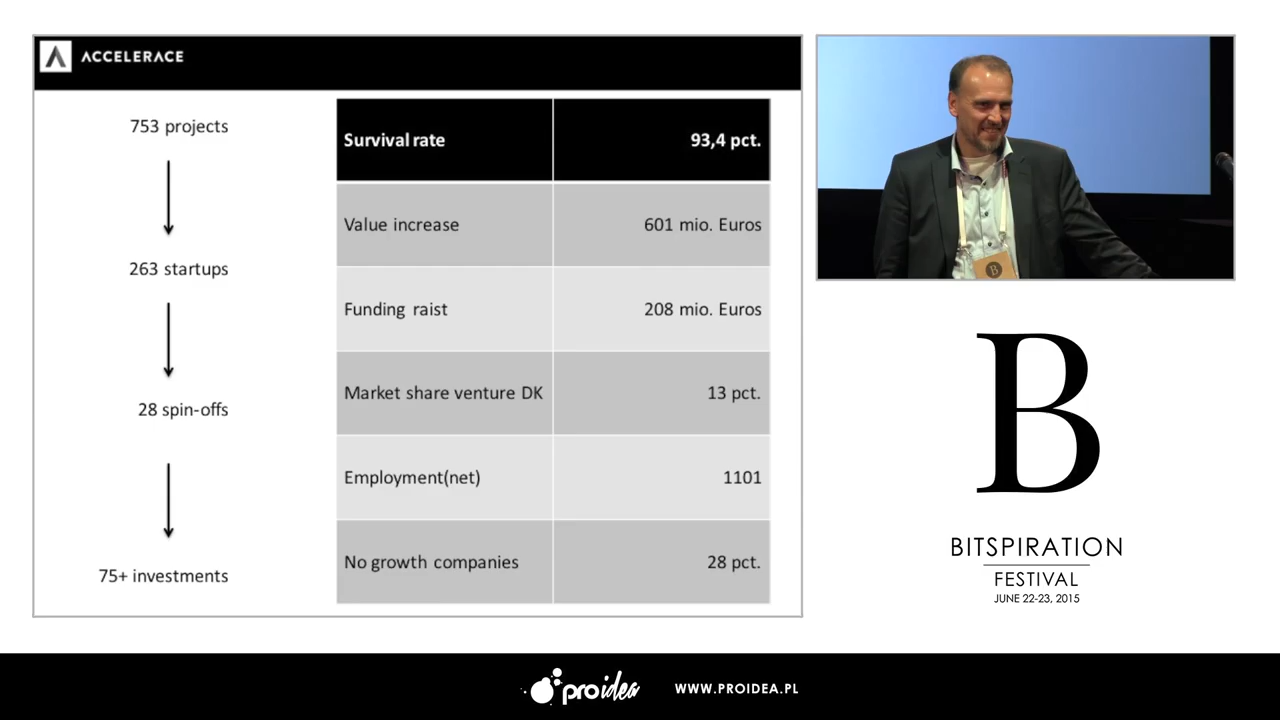 ACCELERACE
753 projects
263 startups
28 spin-offs
75+ investments
Survival rate 93,4 pct.
Value increase 601 mio. Euros
Funding raist 208 mio. Euros
Market share venture DK 13 pct.
Employment(net) 1101
No growth companies 28 pct.
B
B
BITSPIRATION
FESTIVAL
JUNE 22-23, 2015
proidea
WWW.PROIDEA.PL